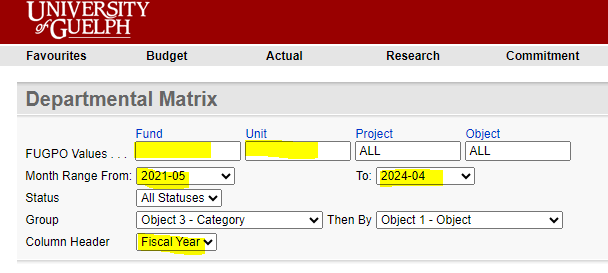 UNIVERSITY
of GUELPH
Favourites Budget Actual Research Commitment
Departmental Matrix
Fund Unit Project Object
FUGPO Values . . . ALL ALL
Month Range From: 2021-05 To: 2024-04
Status All Statuses
Group Object 3 - Category Then By Object 1 - Object
Column Header Fiscal Year